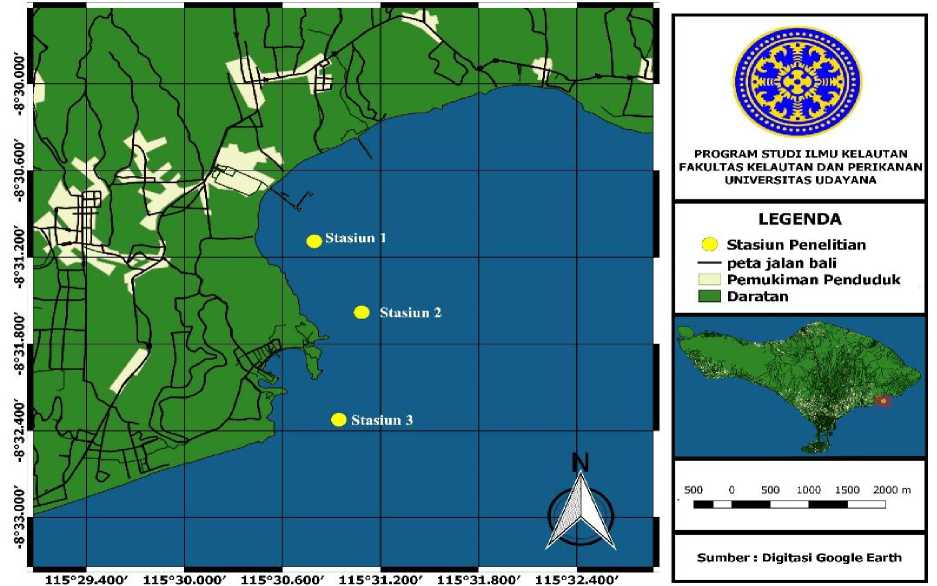 -8°30.000'
-8°30.600'
-8°31.200'
-8°31.800'
-8°32.400'
-8°33.000'
Stasiun 1
Stasiun 2
Stasiun 3
N
115°29.400' 115°30.000' 115°30.600' 115°31.200' 115°31.800' 115°32.400'
PROGRAM STUDI ILMU KELAUTAN
FAKULTAS KELAUTAN DAN PERIKANAN
UNIVERSITAS UDAYANA
LEGENDA
Stasiun Penelitian
peta jalan bali
Pemukiman Penduduk
Daratan
500 0 500 1000 1500 2000 m
Sumber : Digitasi Google Earth